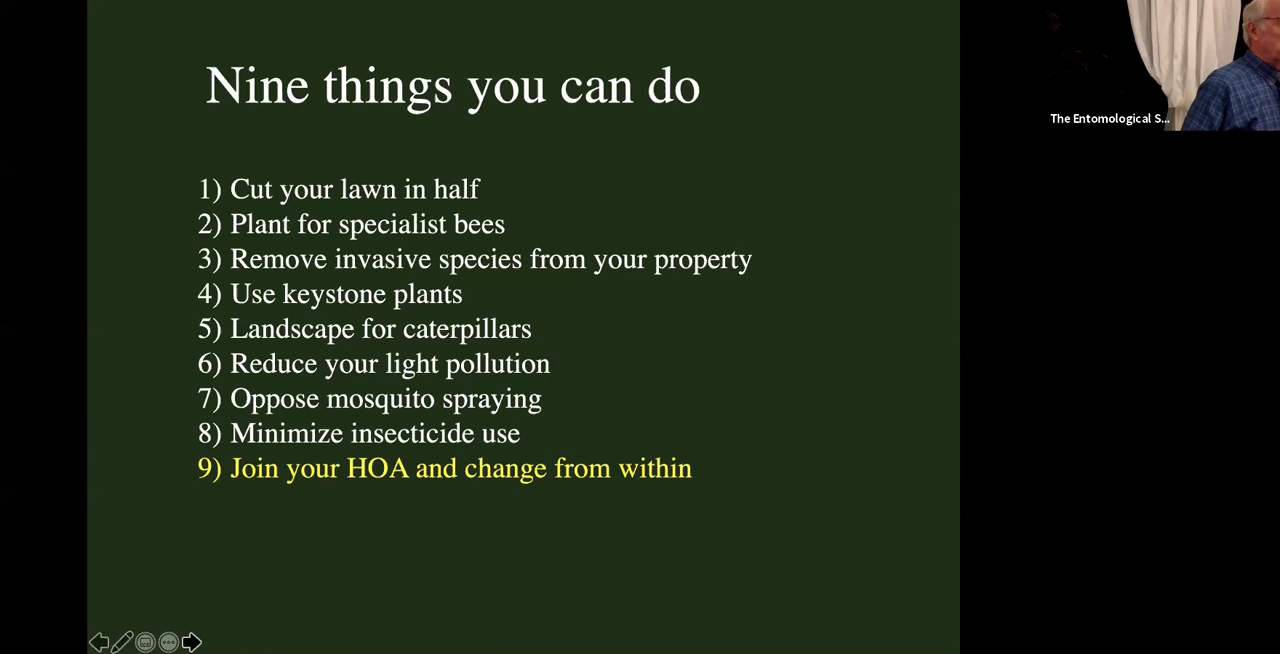 Nine things you can do
1) Cut your lawn in half
2) Plant for specialist bees
3) Remove invasive species from your property
4) Use keystone plants
5) Landscape for caterpillars
6) Reduce your light pollution
7) Oppose mosquito spraying
8) Minimize insecticide use
9) Join your HOA and change from within
The Entomological S...